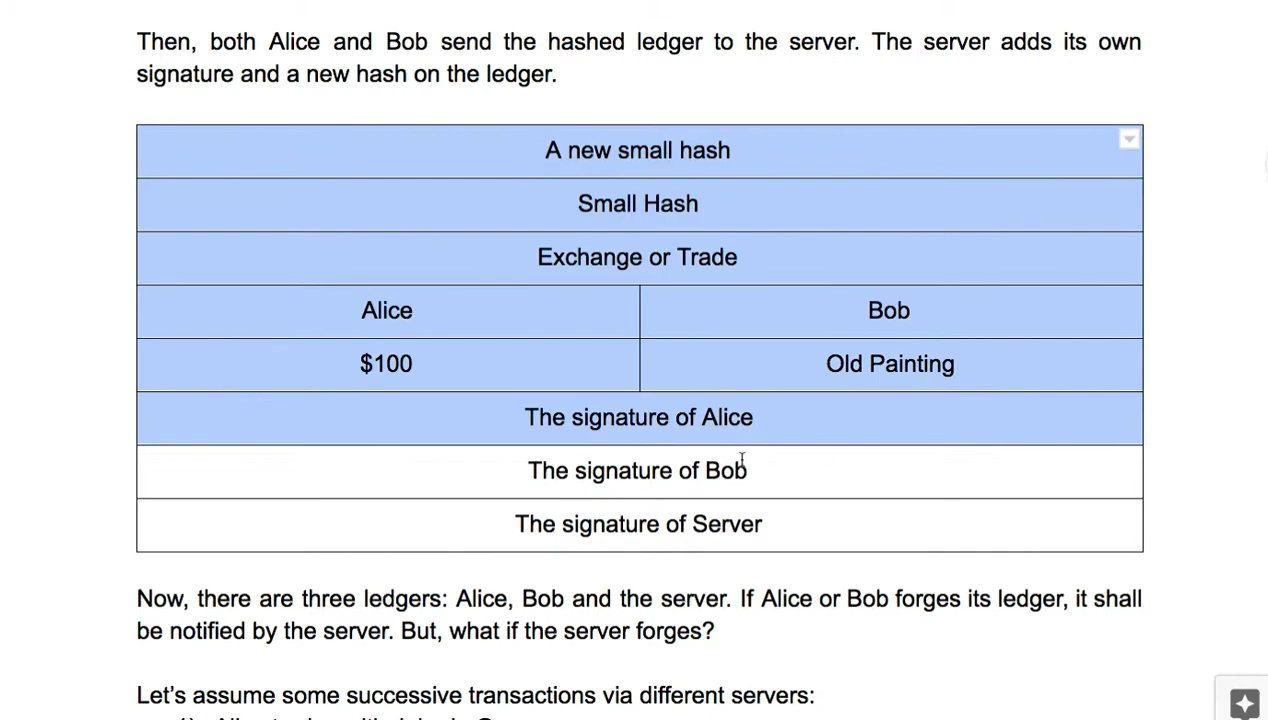 Then, both Alice and Bob send the hashed ledger to the server. The server adds its own
signature and a new hash on the ledger.
A new small hash
Small Hash
Exchange or Trade
Alice Bob
$100 Old Painting
The signature of Alice
The signature of Bob
The signature of Server
Now, there are three ledgers: Alice, Bob and the server. If Alice or Bob forges its ledger, it shall
be notified by the server. But, what if the server forges?
Let’s assume some successive transactions via different servers: